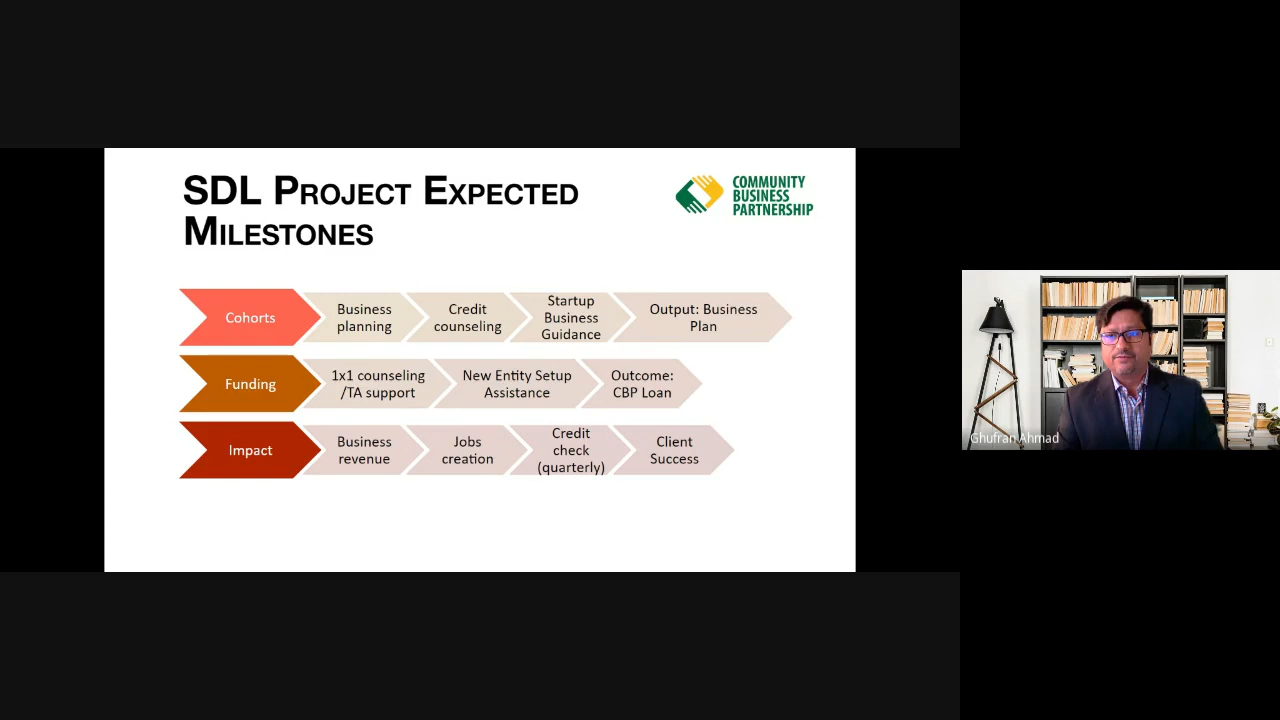 SDL PROJECT EXPECTED
MILESTONES
COMMUNITY
BUSINESS
PARTNERSHIP
Cohorts
Business
planning
Credit
counseling
Startup
Business
Guidance
Output: Business
Plan
Funding
1x1 counseling
/TA support
New Entity Setup
Assistance
Outcome:
CBP Loan
Impact
Business
revenue
Jobs
creation
Credit
check
(quarterly)
Client
Success
Ghufran Ahmad